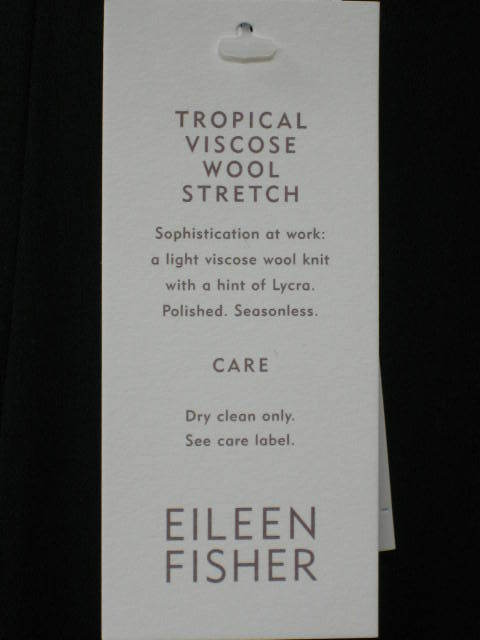 TROPICAL
VISCOSE
WOOL
STRETCH
Sophistication at work:
a light viscose wool knit
with a hint of Lycra.
Polished. Seasonless.
CARE
Dry clean only.
See care label.
EILEEN
FISHER